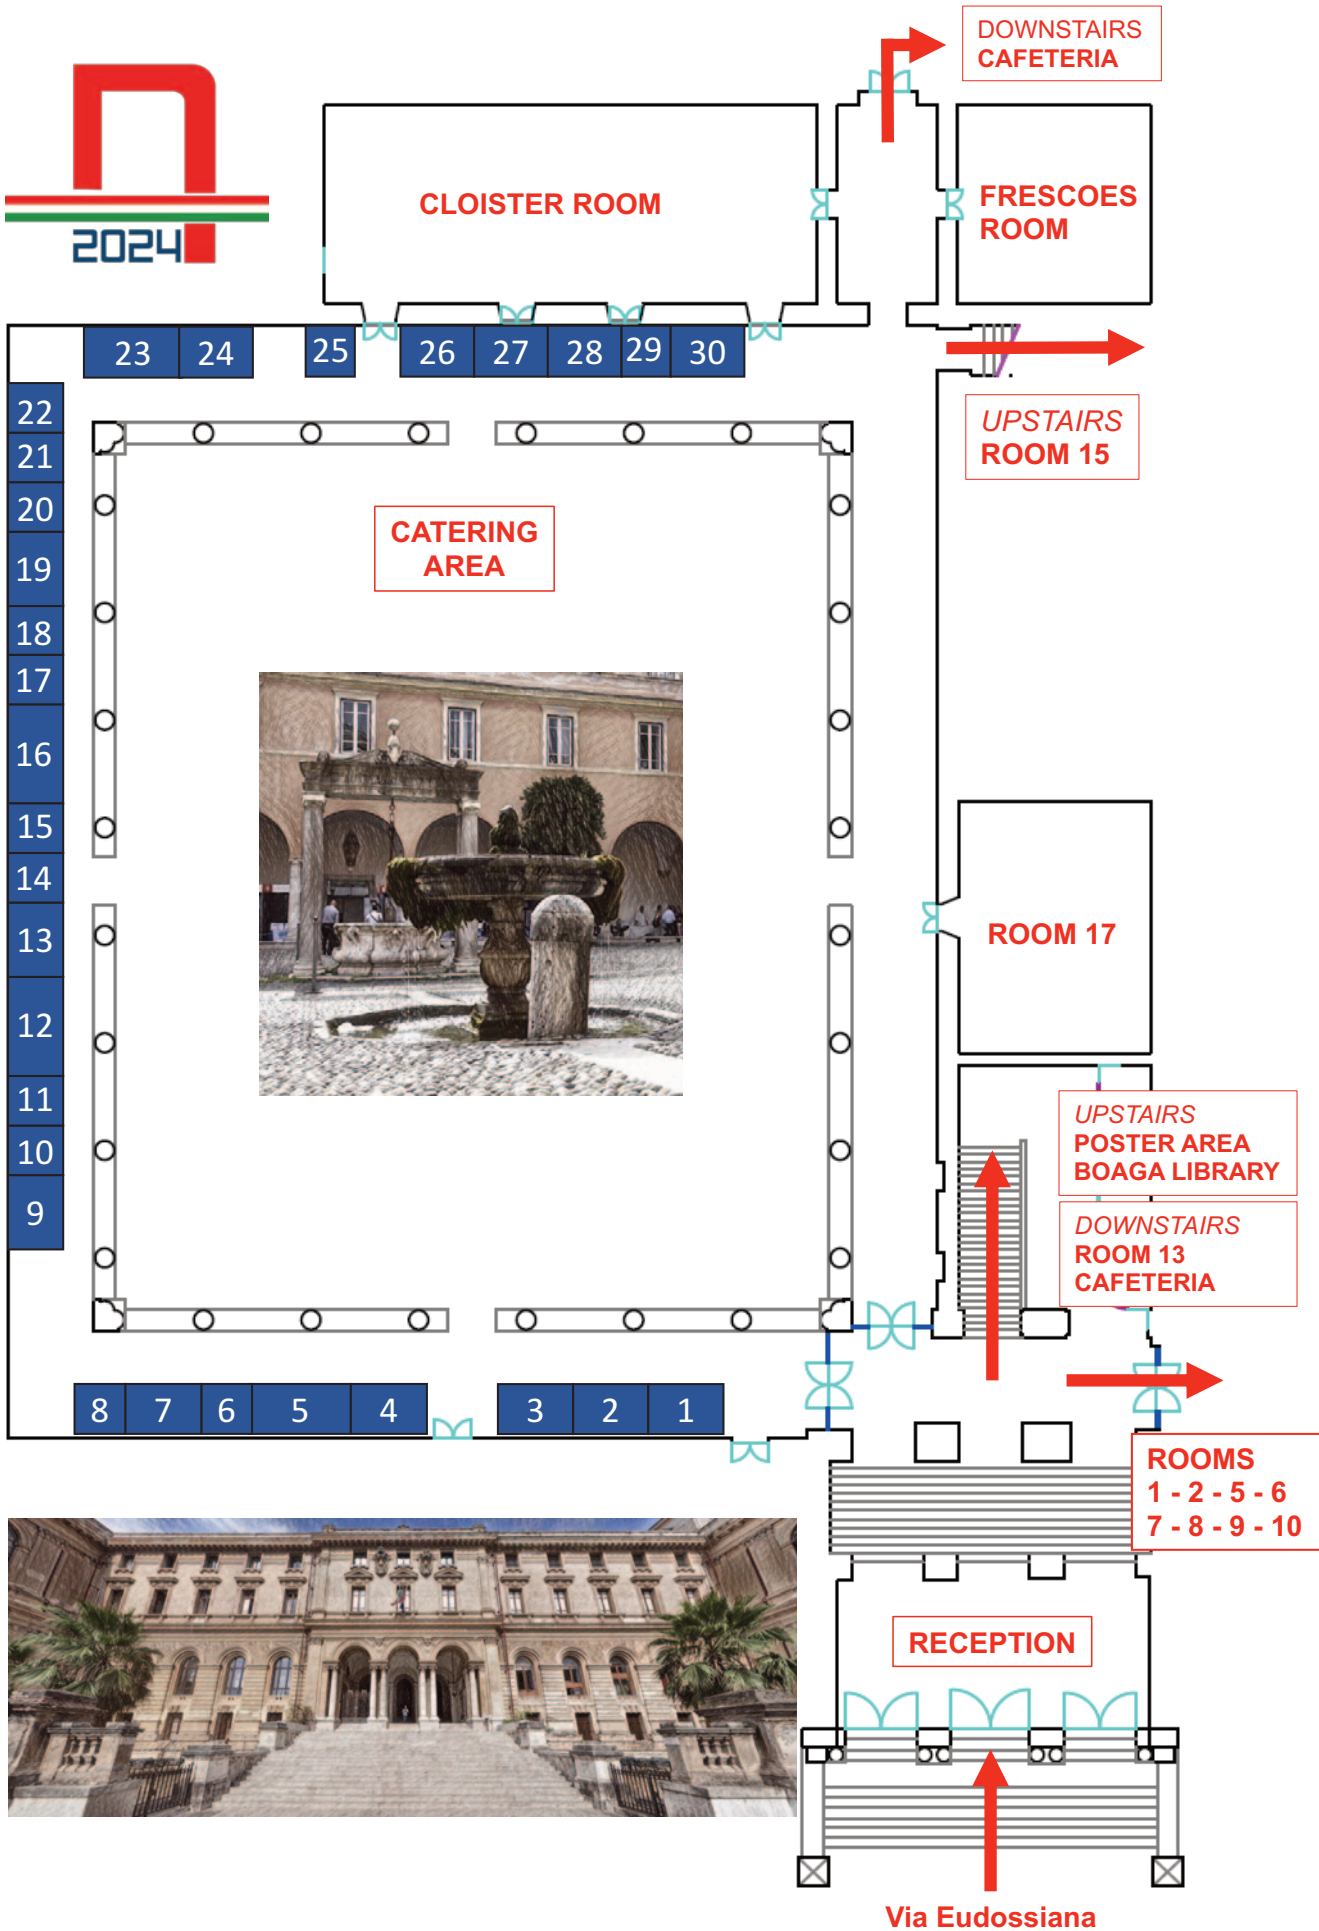 DOWNSTAIRS
CAFETERIA
2024
CLOISTER ROOM
FRESCOES
ROOM
23
24
25
26
27
28
29
30
UPSTAIRS
ROOM 15
22
21
20
19
18
17
16
15
14
13
12
11
10
9
CATERING
AREA
ROOM 17
UPSTAIRS
POSTER AREA
BOAGA LIBRARY
DOWNSTAIRS
ROOM 13
CAFETERIA
8
7
6
5
4
3
2
1
ROOMS
1 - 2 - 5 - 6
7 - 8 - 9 - 10
RECEPTION
Via Eudossiana